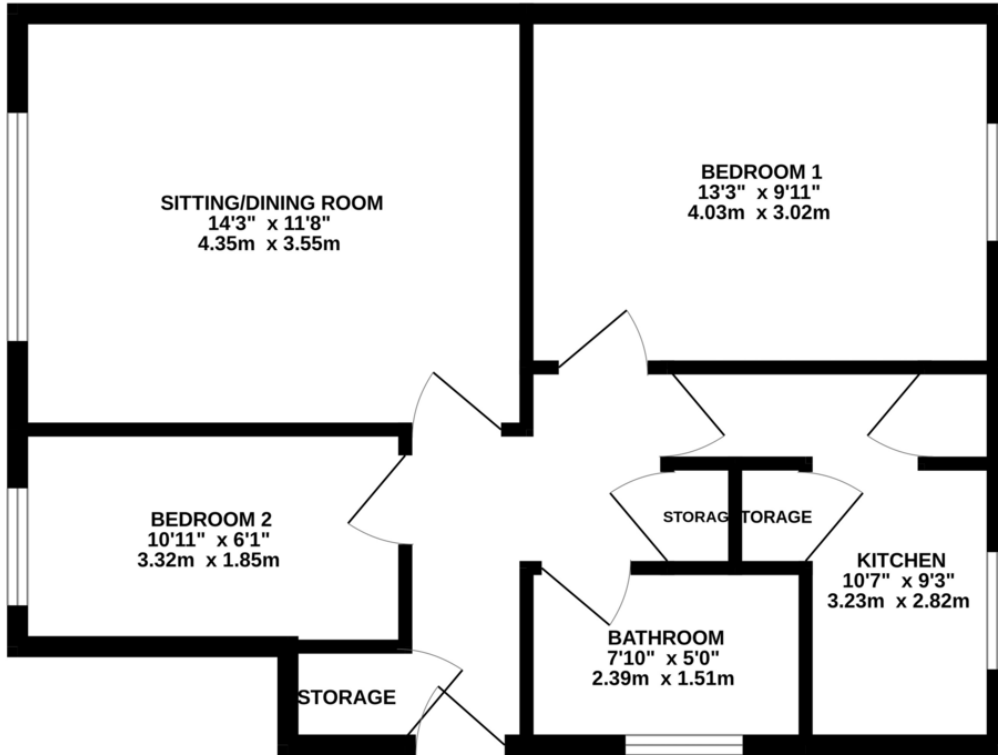 SITTING/DINING ROOM
14'3" x 11'8"
4.35m x 3.55m
BEDROOM 1
13'3" x 9'11"
4.03m x 3.02m
BEDROOM 2
10'11" x 6'1"
3.32m x 1.85m
STORAG
TORAGE
KITCHEN
10'7" x 9'3"
3.23m x 2.82m
BATHROOM
7'10" x 5'0"
2.39m x 1.51m
STORAGE